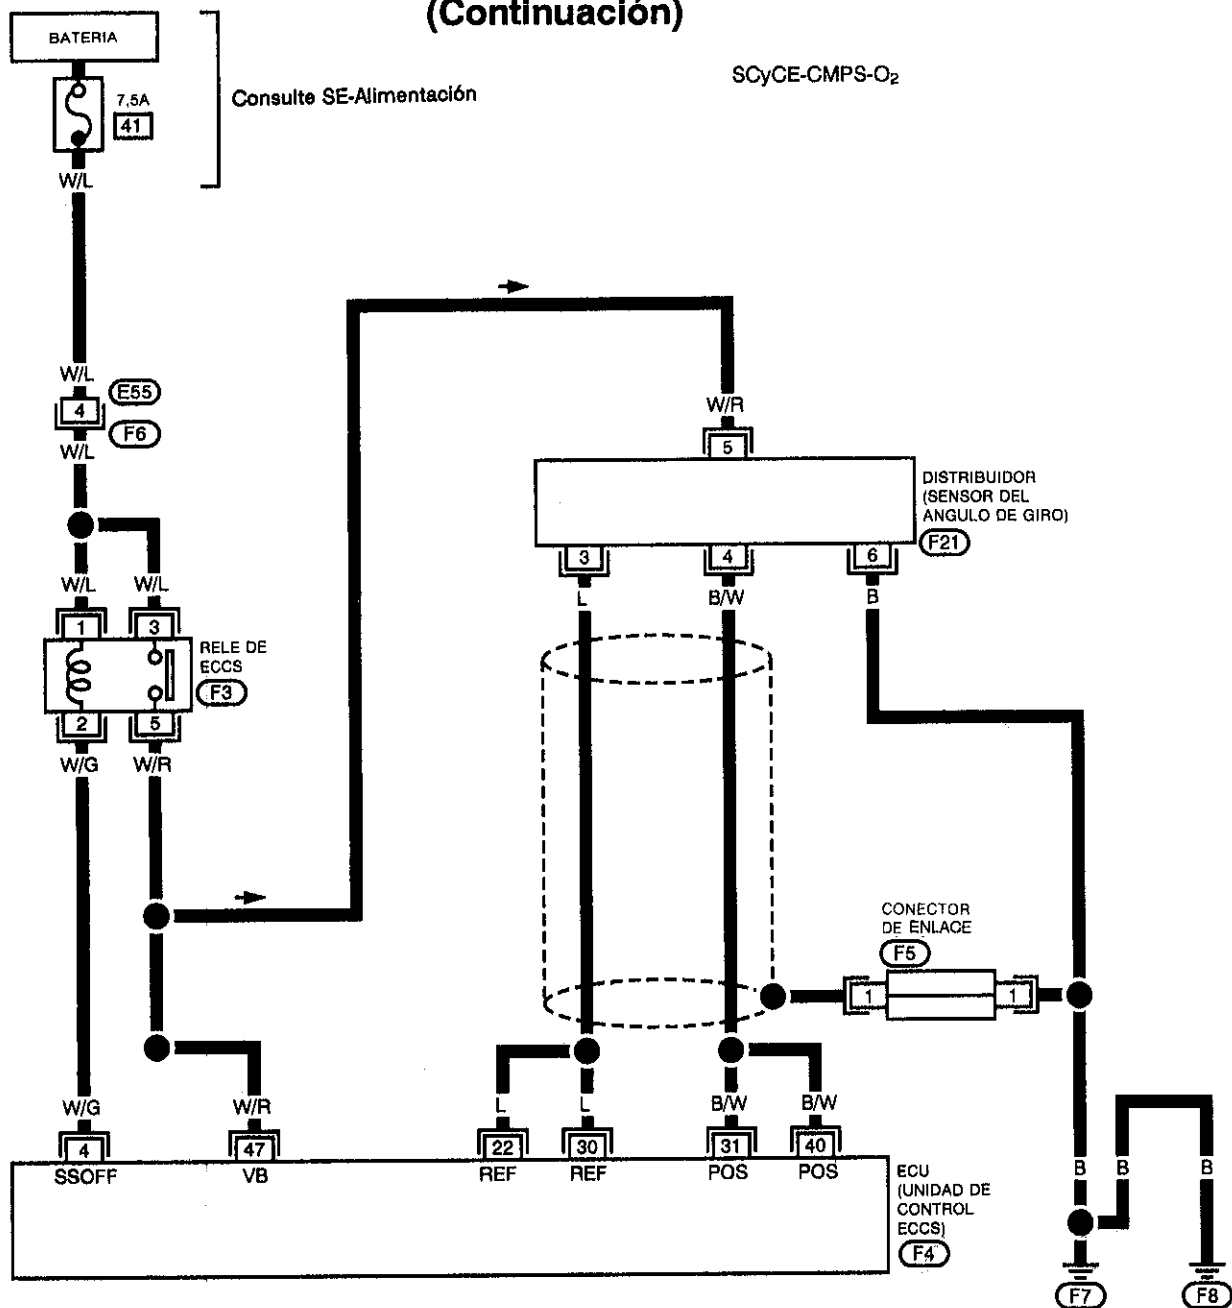 (Continuación)
BATERIA
7,5A
41
Consulte SE-Alimentación
SCyCE-CMPS-O₂
W/L
W/L
4
E55
F6
W/L
W/R
5
DISTRIBUIDOR
(SENSOR DEL
ANGULO DE GIRO)
F21
3
4
6
L
B/W
B
W/L
W/L
1
3
RELE DE
ECCS
F3
2
5
W/G
W/R
CONECTOR
DE ENLACE
F5
1
1
W/G
W/R
L
L
B/W
B/W
4
47
22
30
31
40
SSOFF
VB
REF
REF
POS
POS
ECU
(UNIDAD DE
CONTROL
ECCS)
F4
B
B
B
F7
F8